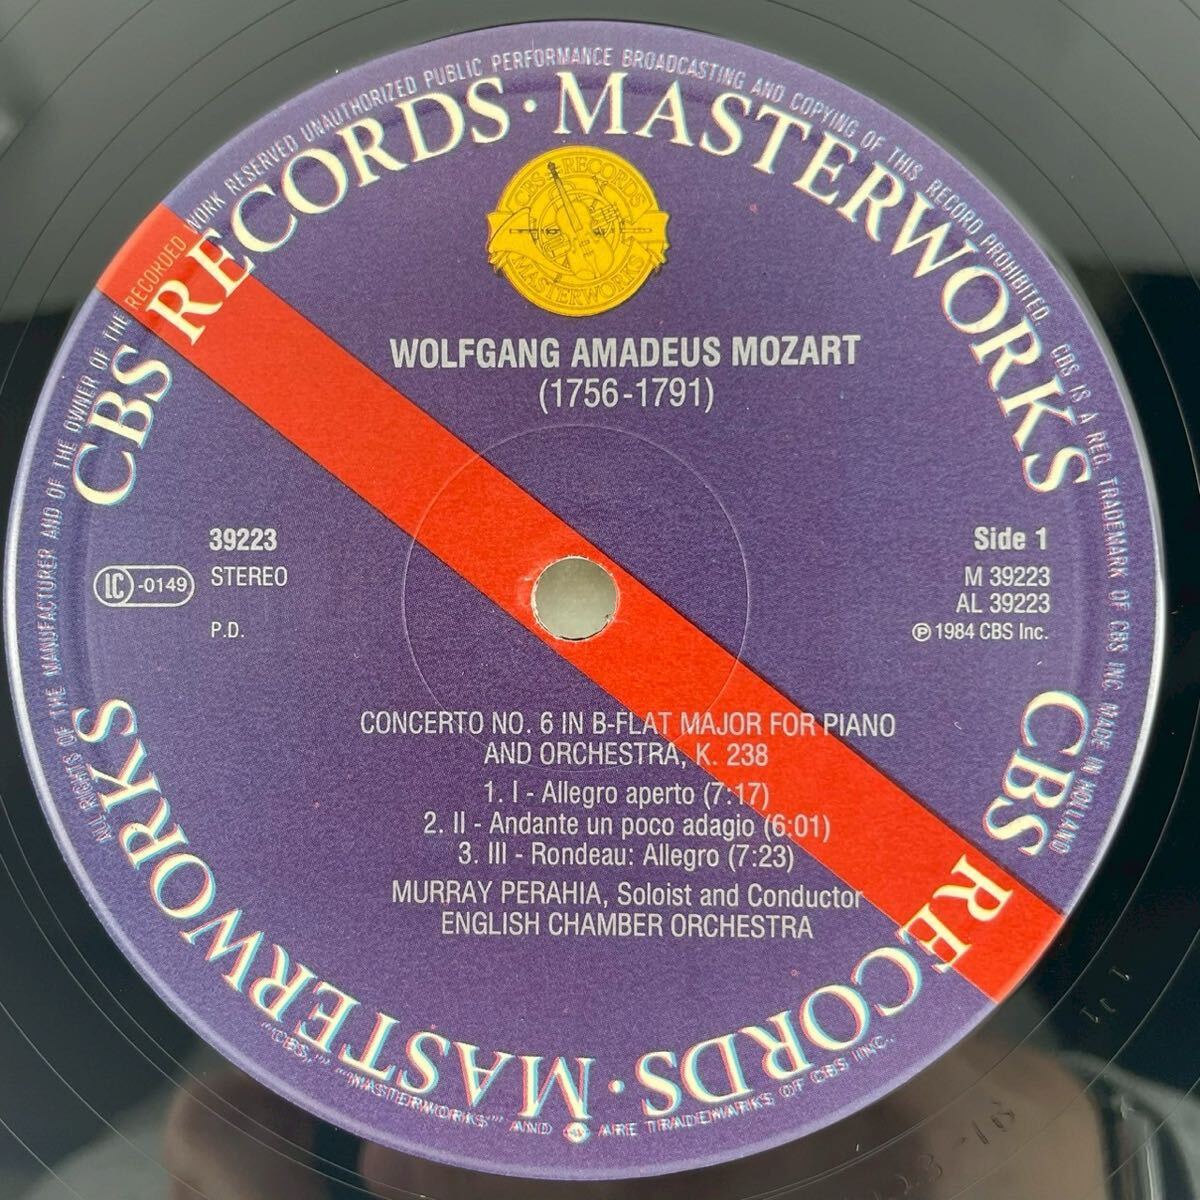 ALL RIGHTS OF THE MANUFACTURER AND OF THE OWNER OF THE RECORDED WORK RESERVED UNAUTHORIZED PUBLIC PERFORMANCE BROADCASTING AND COPYING OF THIS RECORD PROHIBITED. CBS IS A REG. TRADEMARK OF CBS INC. MADE IN HOLLAND
CBS RECORDS · MASTERWORKS
CBS RECORDS
MASTERWORKS
WOLFGANG AMADEUS MOZART
(1756-1791)
39223
LC -0149 STEREO
P.D.
Side 1
M 39223
AL 39223
℗ 1984 CBS Inc.
CONCERTO NO. 6 IN B-FLAT MAJOR FOR PIANO
AND ORCHESTRA, K. 238
1. I - Allegro aperto (7:17)
2. II - Andante un poco adagio (6:01)
3. III - Rondeau: Allegro (7:23)
MURRAY PERAHIA, Soloist and Conductor
ENGLISH CHAMBER ORCHESTRA
CBS RECORDS · MASTERWORKS
"CBS," "MASTERWORKS" AND ARE TRADEMARKS OF CBS INC.